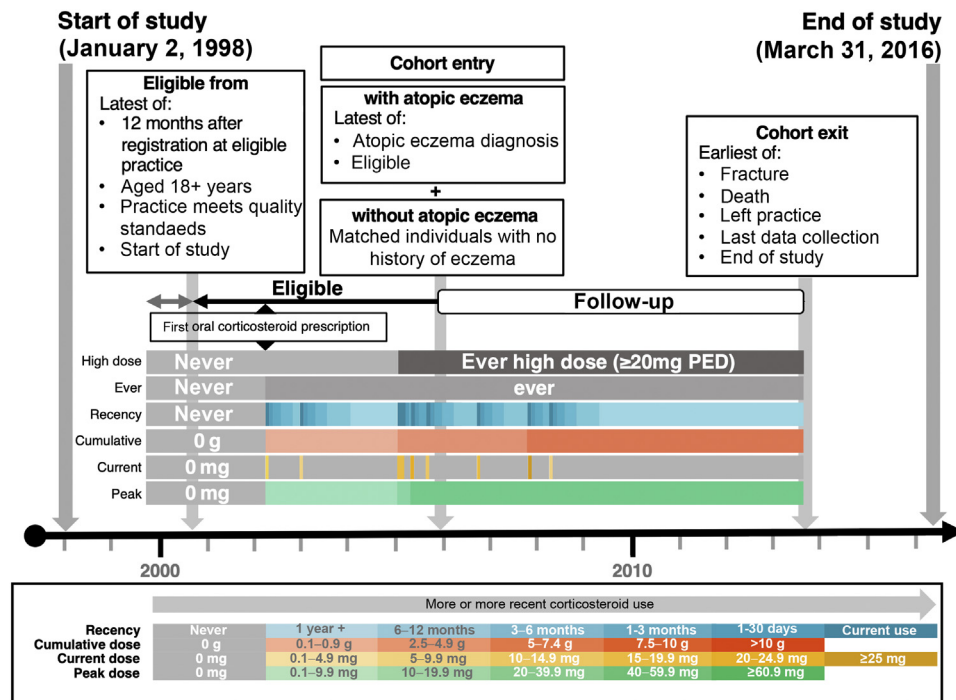 Start of study
(January 2, 1998)
End of study
(March 31, 2016)
Eligible from
Latest of:
• 12 months after
registration at eligible
practice
• Aged 18+ years
• Practice meets quality
standaeds
• Start of study
Cohort entry
with atopic eczema
Latest of:
• Atopic eczema diagnosis
• Eligible
+
without atopic eczema
Matched individuals with no
history of eczema
Cohort exit
Earliest of:
• Fracture
• Death
• Left practice
• Last data collection
• End of study
Eligible
Follow-up
First oral corticosteroid prescription
High dose Never Ever high dose (≥20mg PED)
Ever Never ever
Recency Never
Cumulative 0 g
Current 0 mg
Peak 0 mg
2000 2010
More or more recent corticosteroid use
Recency Never 1 year + 6–12 months 3–6 months 1-3 months 1-30 days Current use
Cumulative dose 0 g 0.1–0.9 g 2.5–4.9 g 5–7.4 g 7.5–10 g >10 g
Current dose 0 mg 0.1–4.9 mg 5–9.9 mg 10–14.9 mg 15–19.9 mg 20–24.9 mg ≥25 mg
Peak dose 0 mg 0.1–9.9 mg 10–19.9 mg 20–39.9 mg 40–59.9 mg ≥60.9 mg